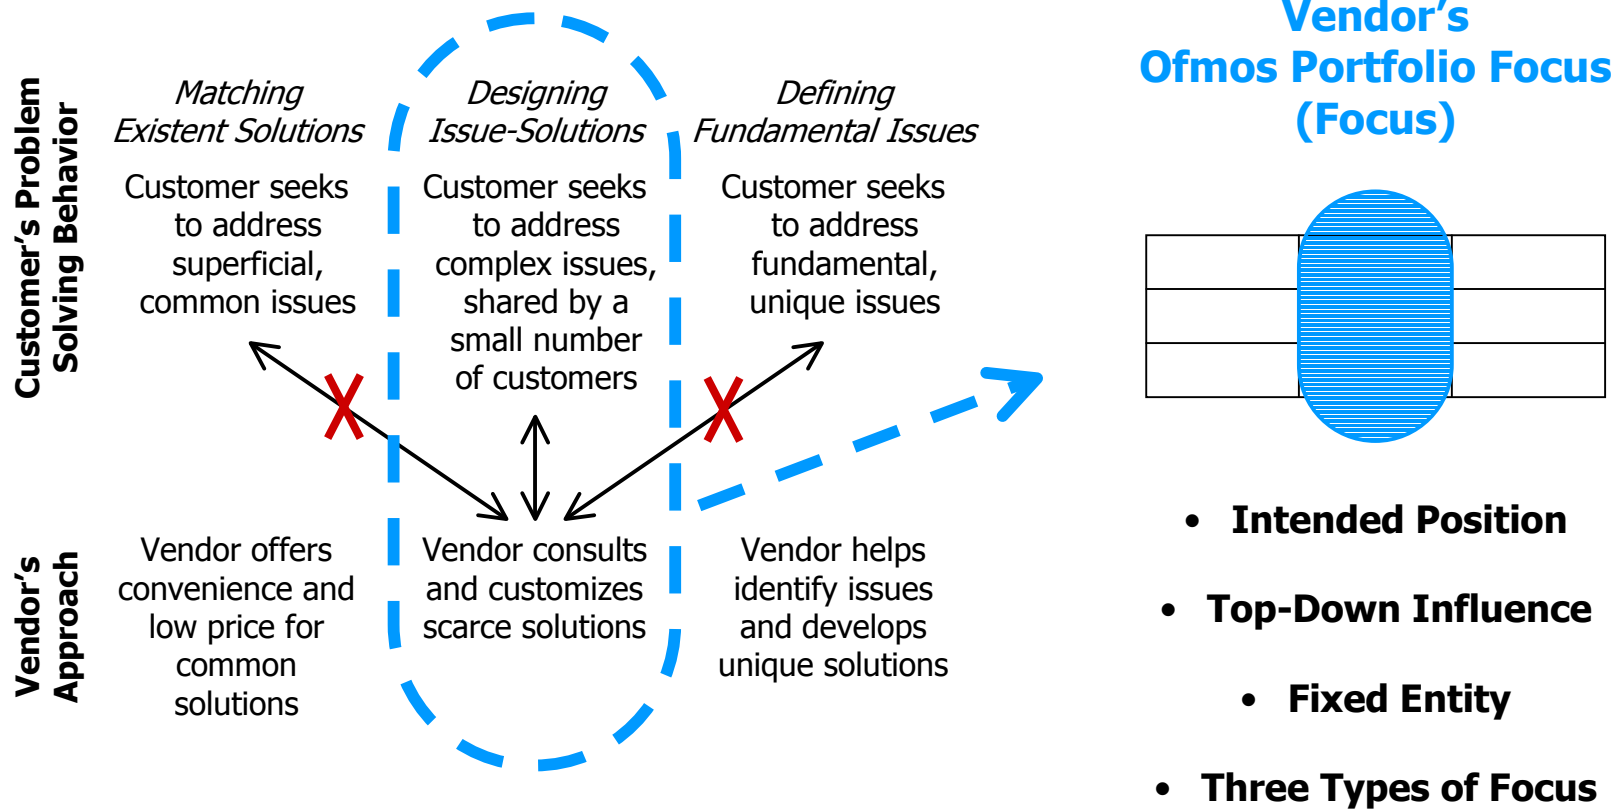 Customer's Problem
Solving Behavior
Matching
Existent Solutions
Customer seeks
to address
superficial,
common issues
Designing
Issue-Solutions
Customer seeks
to address
complex issues,
shared by a
small number
of customers
Defining
Fundamental Issues
Customer seeks
to address
fundamental,
unique issues
Vendor's
Approach
Vendor offers
convenience and
low price for
common
solutions
Vendor consults
and customizes
scarce solutions
Vendor helps
identify issues
and develops
unique solutions
Vendor's
Ofmos Portfolio Focus
(Focus)
• Intended Position
• Top-Down Influence
• Fixed Entity
• Three Types of Focus